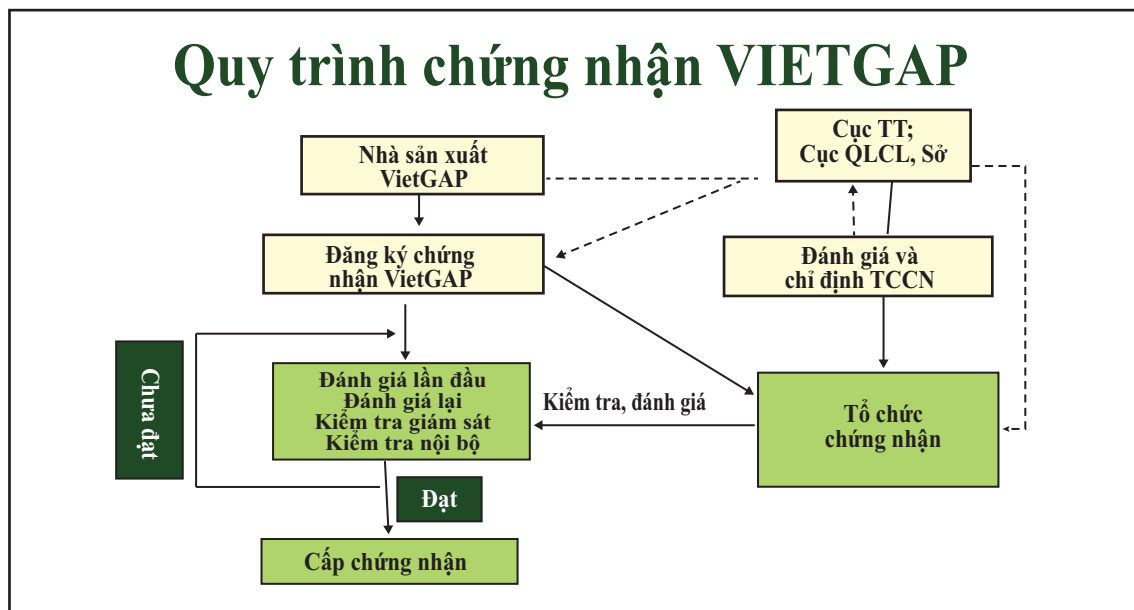 Quy trình chứng nhận VIETGAP
Nhà sản xuất
VietGAP
Cục TT;
Cục QLCL, Sở
Đăng ký chứng
nhận VietGAP
Đánh giá và
chỉ định TCCN
Chưa đạt
Đánh giá lần đầu
Đánh giá lại
Kiểm tra giám sát
Kiểm tra nội bộ
Kiểm tra, đánh giá
Tổ chức
chứng nhận
Đạt
Cấp chứng nhận